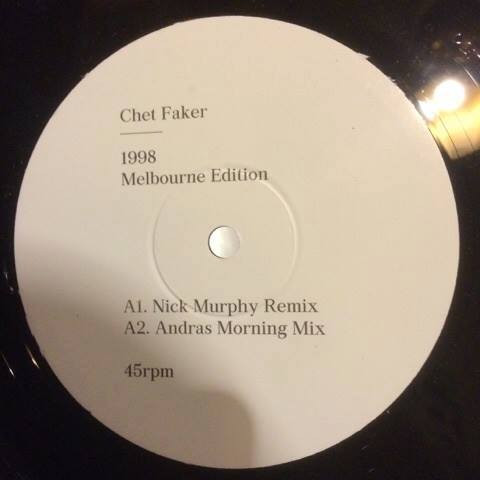 Chet Faker
1998
Melbourne Edition
A1. Nick Murphy Remix
A2. Andras Morning Mix
45rpm